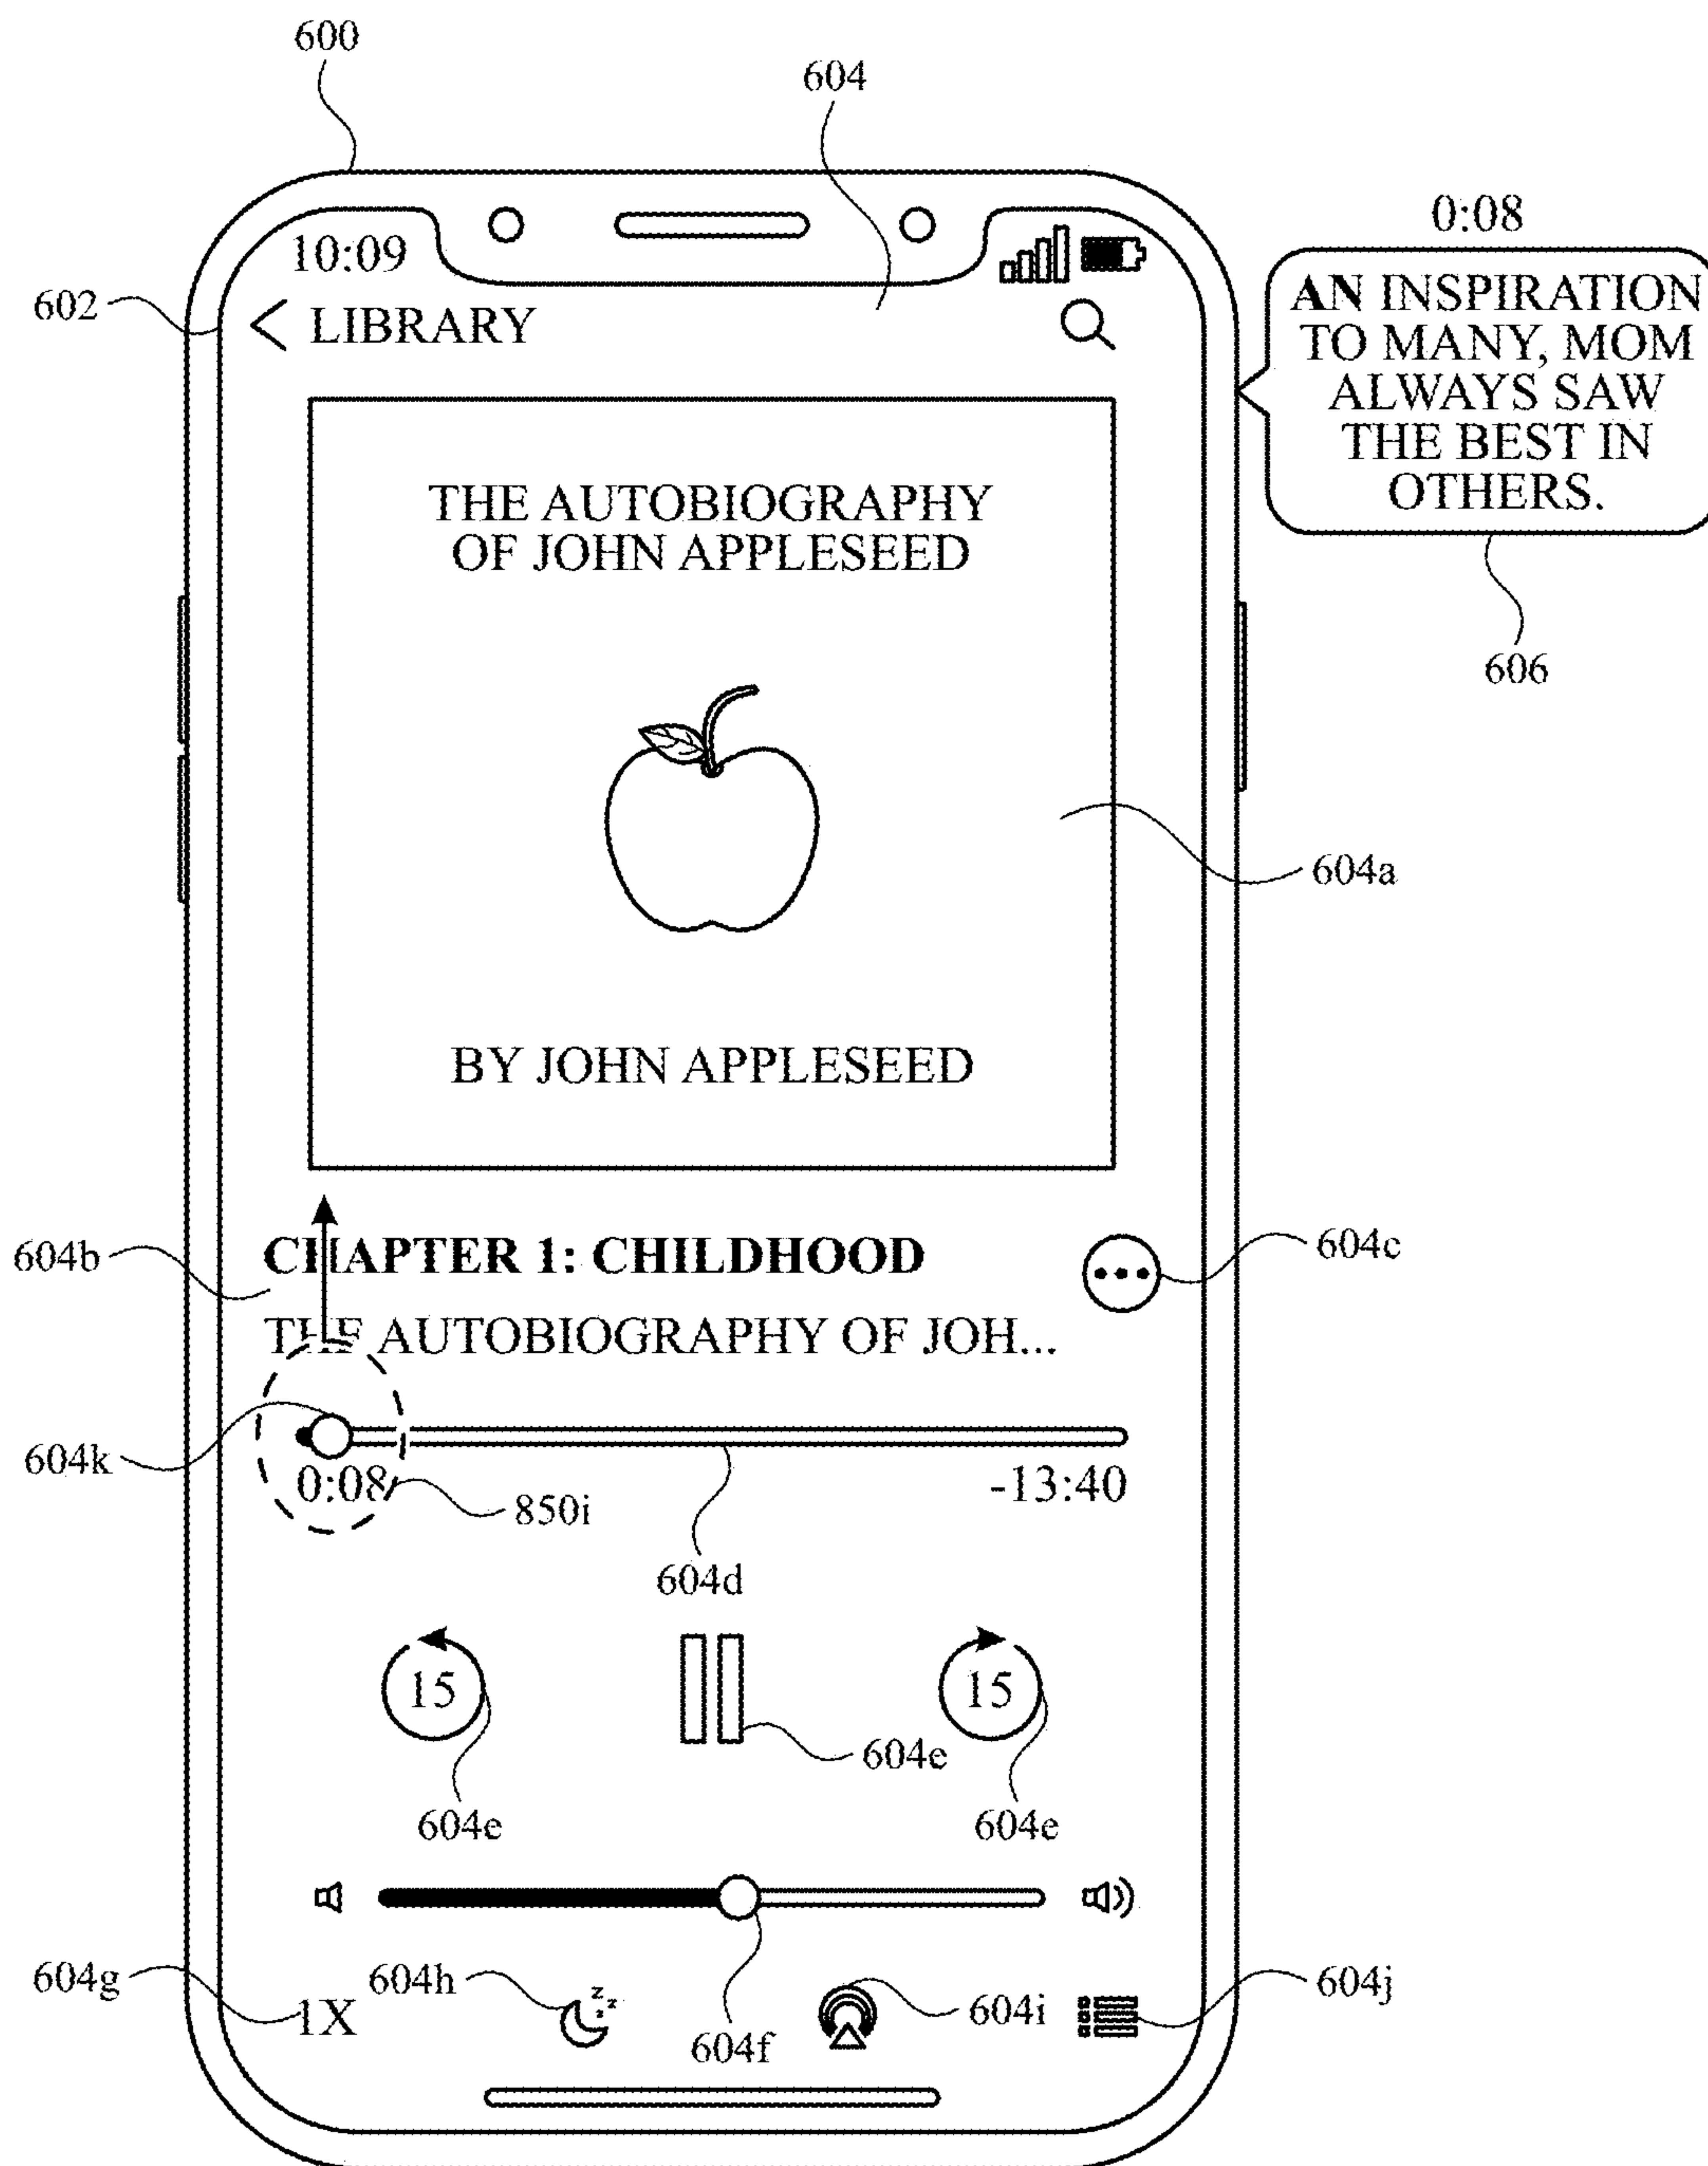 600
604
0:08
10:09
602
LIBRARY
AN INSPIRATION
TO MANY, MOM
ALWAYS SAW
THE BEST IN
OTHERS.
606
THE AUTOBIOGRAPHY
OF JOHN APPLESEED
604a
BY JOHN APPLESEED
604b
CHAPTER 1: CHILDHOOD
604c
THE AUTOBIOGRAPHY OF JOH...
604k
0:08
-13:40
850i
604d
15
15
604e
604e
604e
604g
604h
604i
604j
1X
604f
z
z
z